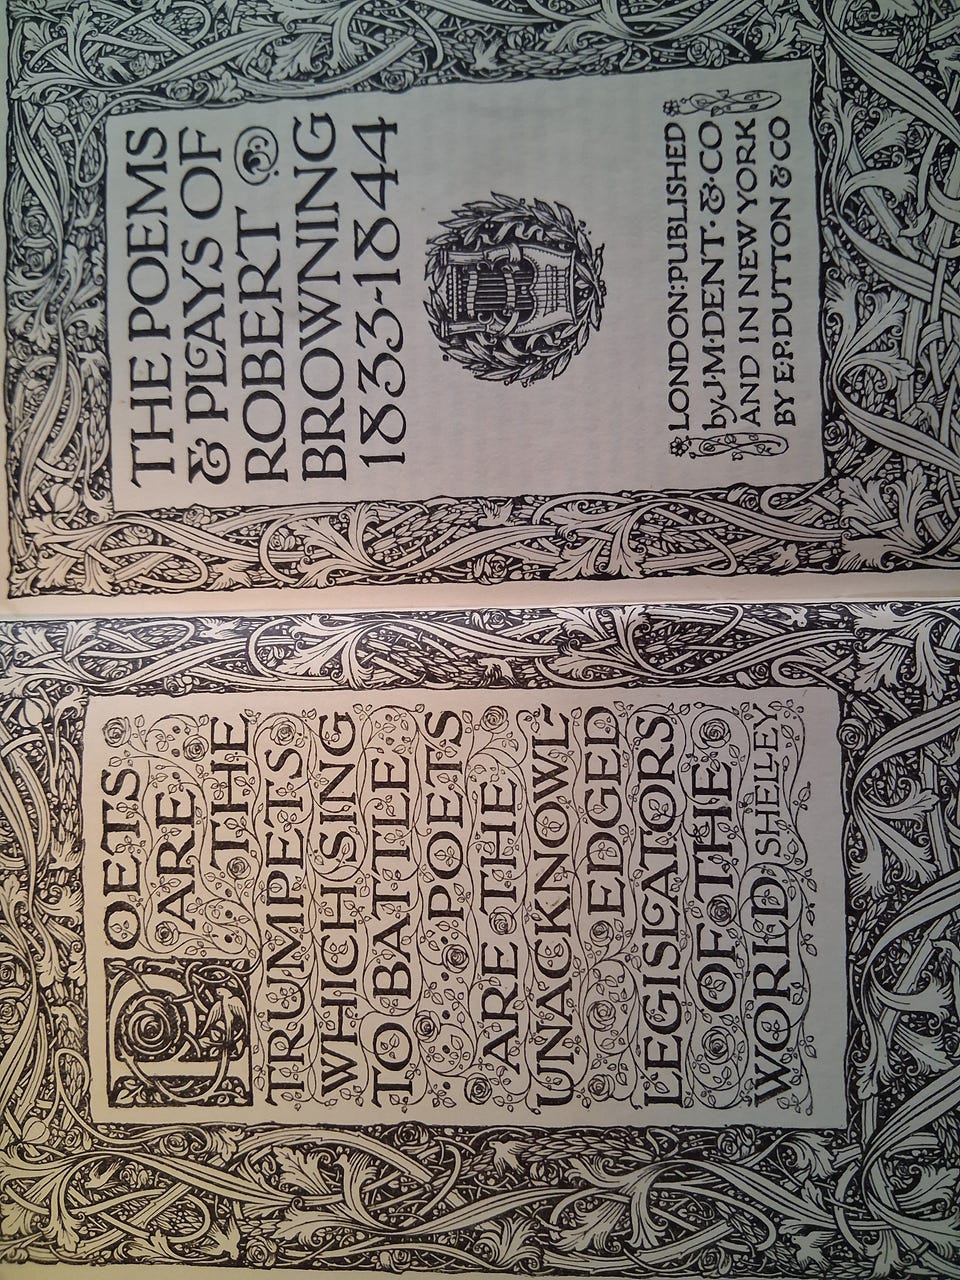 POETS
ARE
THE
TRUMPETS
WHICH SING
TO BATTLE
POETS
ARE THE
UNACKNOWL-
EDGED
LEGISLATORS
OF THE
WORLD SHELLEY
THE POEMS
& PLAYS OF
ROBERT
BROWNING
1833-1844
LONDON:PUBLISHED
by J·M·DENT·&·CO
AND IN NEW YORK
BY E·P·DUTTON & CO